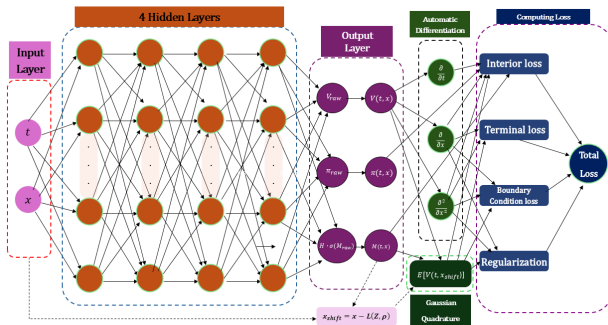 4 Hidden Layers
Input
Layer
Output
Layer
Automatic
Differentiation
Computing Loss
t
x
V_raw
π_raw
H · σ(M_raw)
V(t, x)
π(t, x)
M(t, x)
∂/∂t
∂/∂x
∂²/∂x²
E[V(t, x_shift)]
Gaussian
Quadrature
x_shift = x − L(Z, ρ)
Interior loss
Terminal loss
Boundary
Condition loss
Regularization
Total
Loss